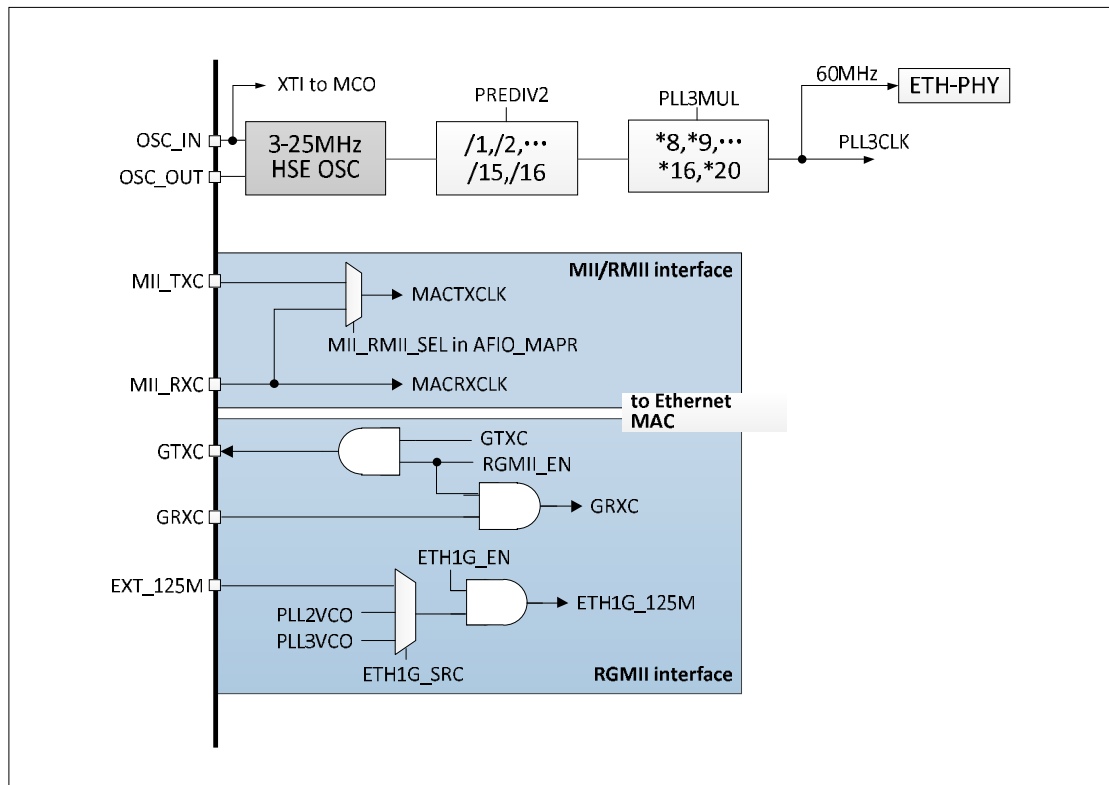 XTI to MCO
60MHz
ETH-PHY
PREDIV2
PLL3MUL
OSC_IN
OSC_OUT
3-25MHz
HSE OSC
/1,/2,···
/15,/16
*8,*9,···
*16,*20
PLL3CLK
MII/RMII interface
MII_TXC
MACTXCLK
MII_RMII_SEL in AFIO_MAPR
MII_RXC
MACRXCLK
to Ethernet
MAC
GTXC
GTXC
RGMII_EN
GRXC
GRXC
ETH1G_EN
EXT_125M
ETH1G_125M
PLL2VCO
PLL3VCO
ETH1G_SRC
RGMII interface